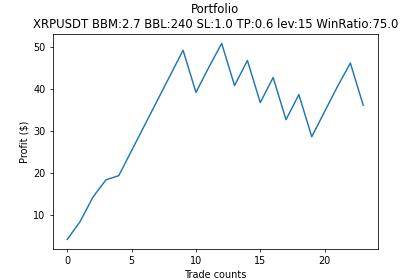 Portfolio
XRPUSDT BBM:2.7 BBL:240 SL:1.0 TP:0.6 lev:15 WinRatio:75.0
50
40
30
20
10
Profit ($)
0 5 10 15 20
Trade counts